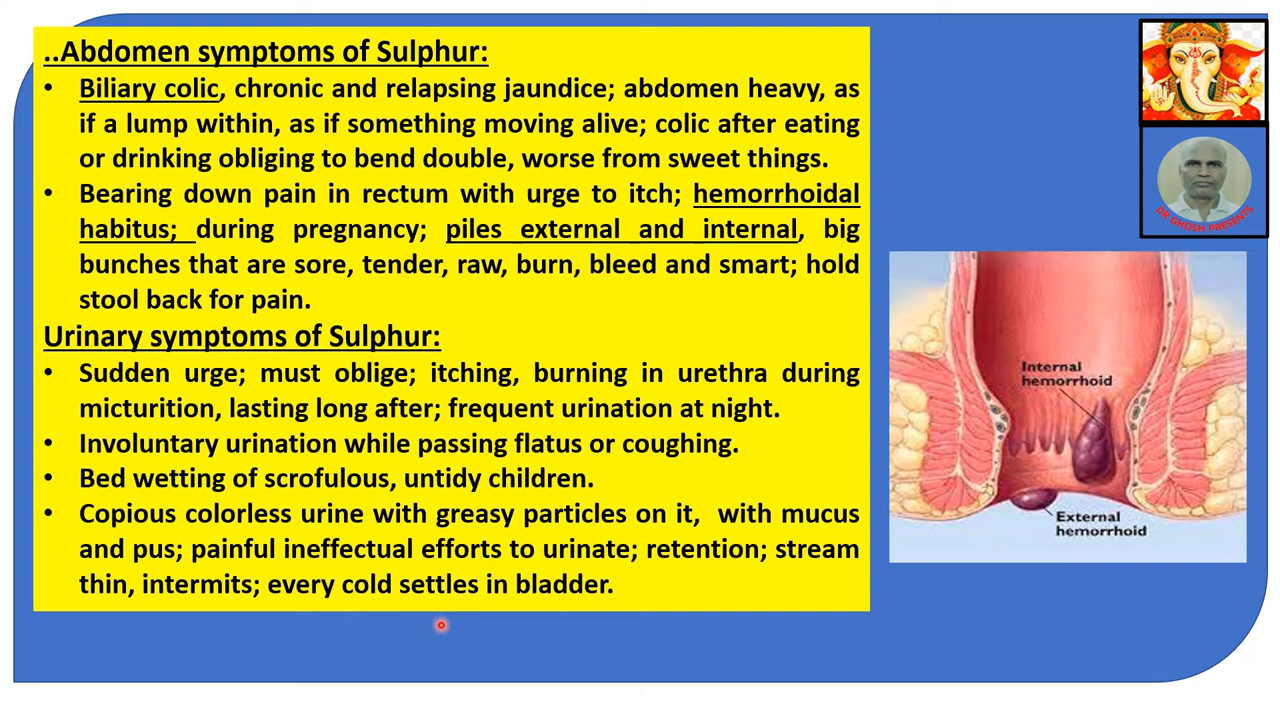 ..Abdomen symptoms of Sulphur:
• Biliary colic, chronic and relapsing jaundice; abdomen heavy, as
if a lump within, as if something moving alive; colic after eating
or drinking obliging to bend double, worse from sweet things.
• Bearing down pain in rectum with urge to itch; hemorrhoidal
habitus; during pregnancy; piles external and internal, big
bunches that are sore, tender, raw, burn, bleed and smart; hold
stool back for pain.
Urinary symptoms of Sulphur:
• Sudden urge; must oblige; itching, burning in urethra during
micturition, lasting long after; frequent urination at night.
• Involuntary urination while passing flatus or coughing.
• Bed wetting of scrofulous, untidy children.
• Copious colorless urine with greasy particles on it, with mucus
and pus; painful ineffectual efforts to urinate; retention; stream
thin, intermits; every cold settles in bladder.
DR GHOSH PRESENTS
Internal
hemorrhoid
External
hemorrhoid